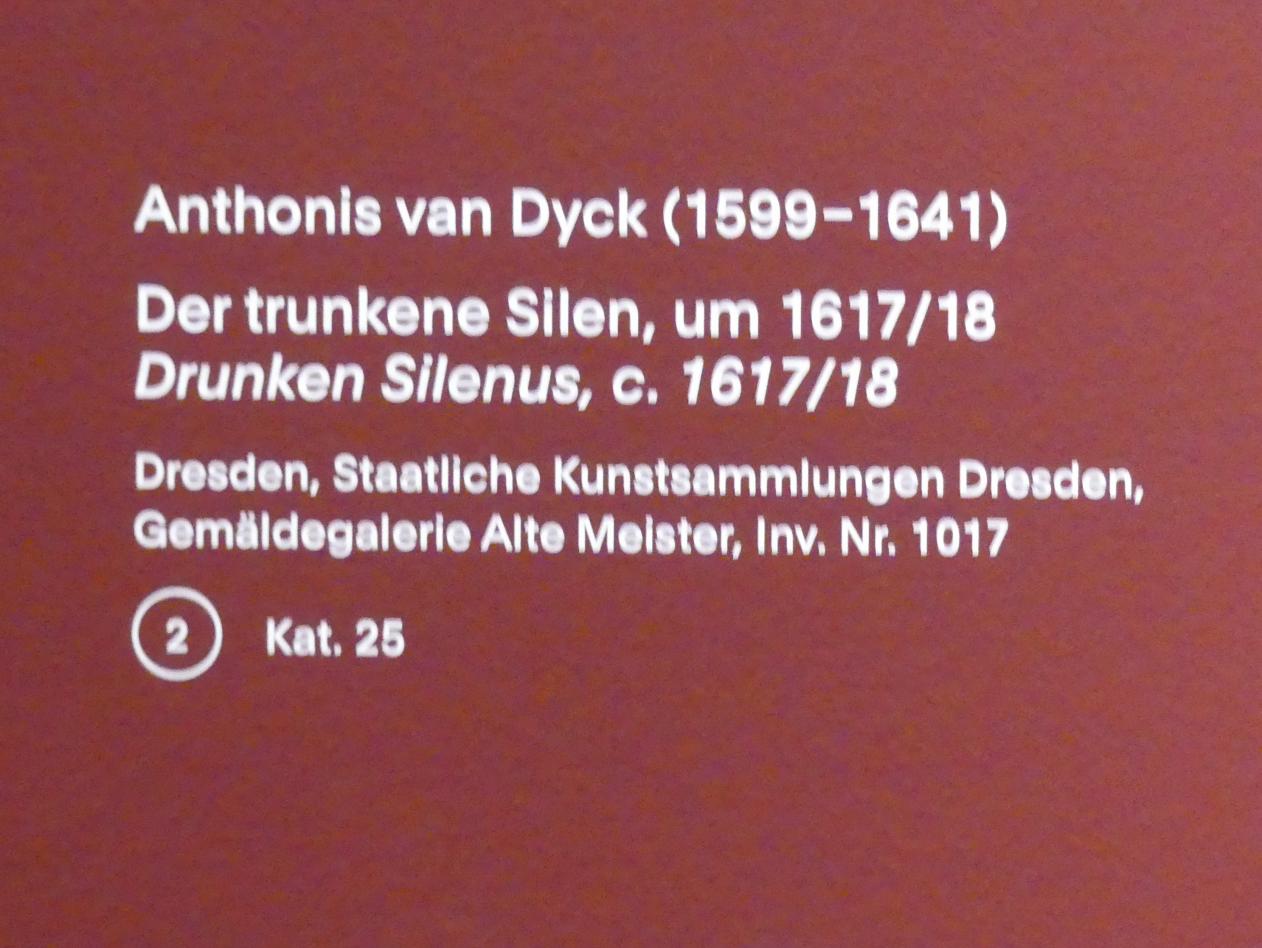 Anthonis van Dyck (1599–1641)
Der trunkene Silen, um 1617/18
Drunken Silenus, c. 1617/18
Dresden, Staatliche Kunstsammlungen Dresden,
Gemäldegalerie Alte Meister, Inv. Nr. 1017
2 Kat. 25